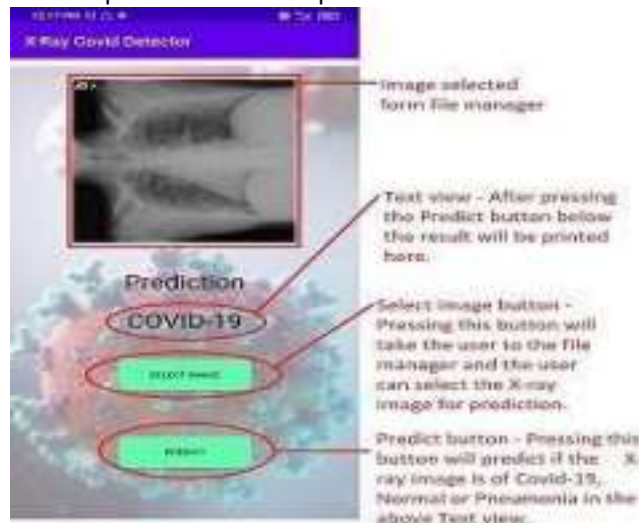 X-Ray Covid Detector
Image selected
form file manager
Text view - After pressing
the Predict button below
the result will be printed
here.
Prediction
COVID-19
Select image button -
Pressing this button will
take the user to the file
manager and the user
can select the X-ray
image for prediction.
SELECT IMAGE
Predict button - Pressing this
button will predict if the X-
ray image is of Covid-19,
Normal or Pneumonia in the
above Text view.
PREDICT